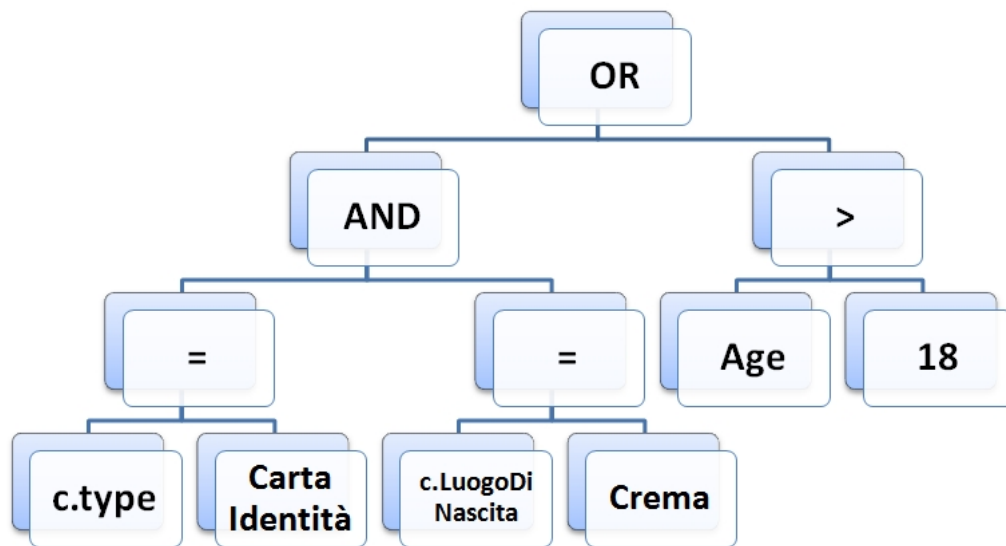 OR
AND
>
=
=
Age
18
c.type
Carta
Identità
c.LuogoDi
Nascita
Crema